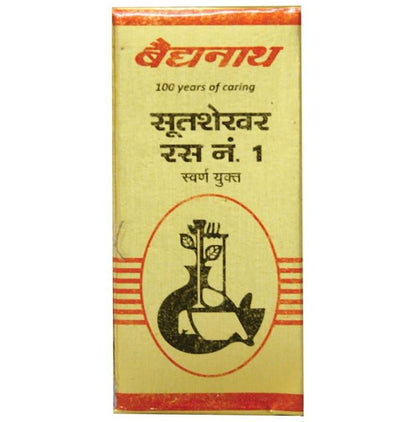 बैद्यनाथ
100 years of caring
सूतशेखर
रस नं. 1
स्वर्ण युक्त